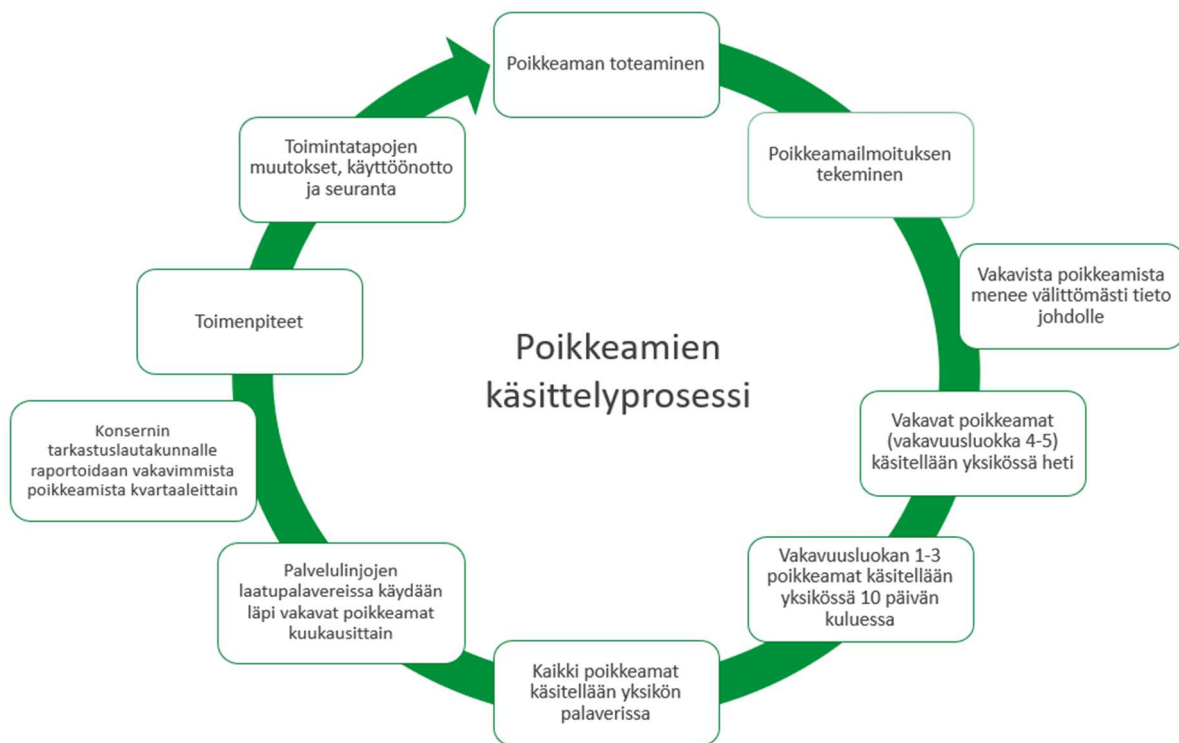 Poikkeaman toteaminen
Poikkeamailmoituksen
tekeminen
Vakavista poikkeamista
menee välittömästi tieto
johdolle
Vakavat poikkeamat
(vakavuusluokka 4-5)
käsitellään yksikössä heti
Vakavuusluokan 1-3
poikkeamat käsitellään
yksikössä 10 päivän
kuluessa
Kaikki poikkeamat
käsitellään yksikön
palaverissa
Palvelulinjojen
laatupalavereissa käydään
läpi vakavat poikkeamat
kuukausittain
Konsernin
tarkastuslautakunnalle
raportoidaan vakavimmista
poikkeamista kvartaaleittain
Toimenpiteet
Toimintatapojen
muutokset, käyttöönotto
ja seuranta
Poikkeamien
käsittelyprosessi